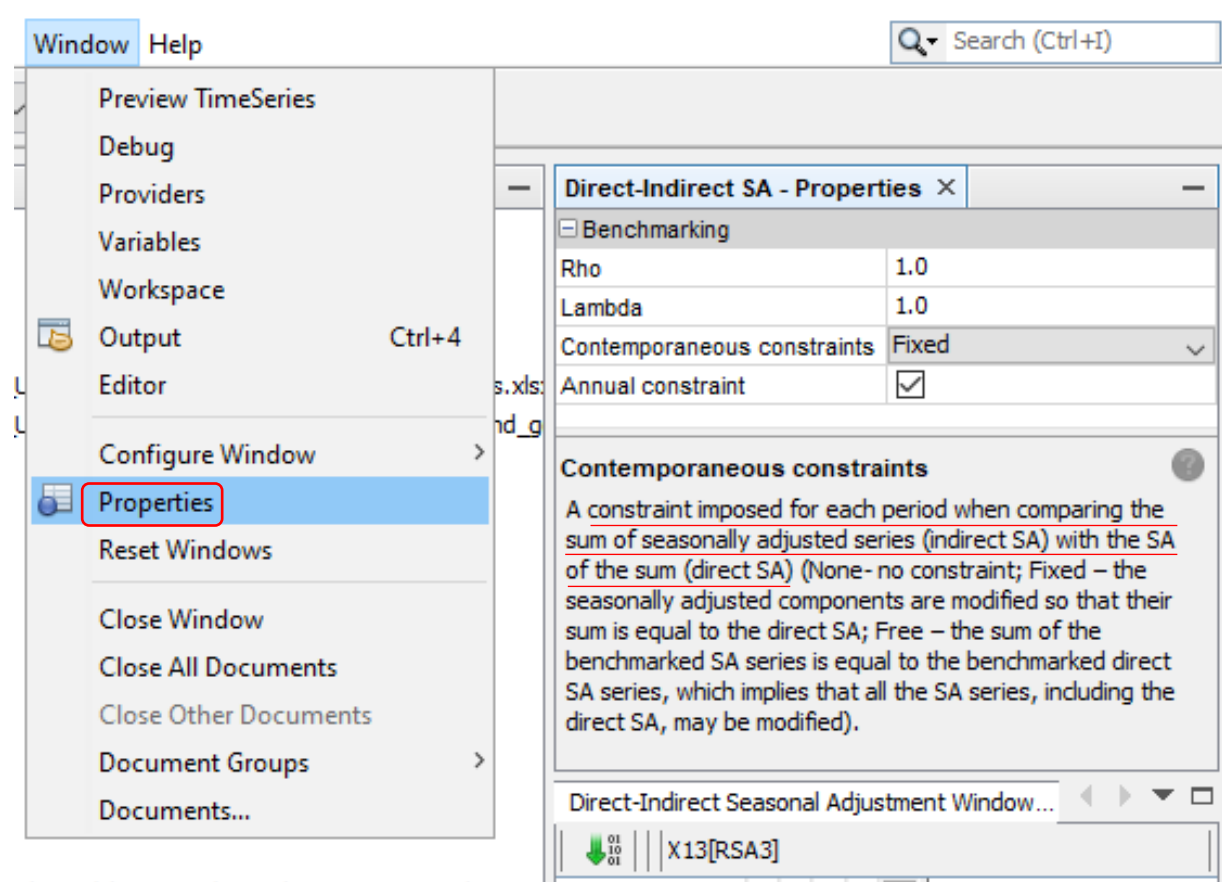 Window Help
Search (Ctrl+I)
Preview TimeSeries
Debug
Providers
Variables
Workspace
Output Ctrl+4
Editor
Configure Window
Properties
Reset Windows
Close Window
Close All Documents
Close Other Documents
Document Groups
Documents...
s.xls
nd_g
Direct-Indirect SA - Properties
Benchmarking
Rho 1.0
Lambda 1.0
Contemporaneous constraints Fixed
Annual constraint
Contemporaneous constraints
A constraint imposed for each period when comparing the
sum of seasonally adjusted series (indirect SA) with the SA
of the sum (direct SA) (None- no constraint; Fixed – the
seasonally adjusted components are modified so that their
sum is equal to the direct SA; Free – the sum of the
benchmarked SA series is equal to the benchmarked direct
SA series, which implies that all the SA series, including the
direct SA, may be modified).
Direct-Indirect Seasonal Adjustment Window...
X13[RSA3]